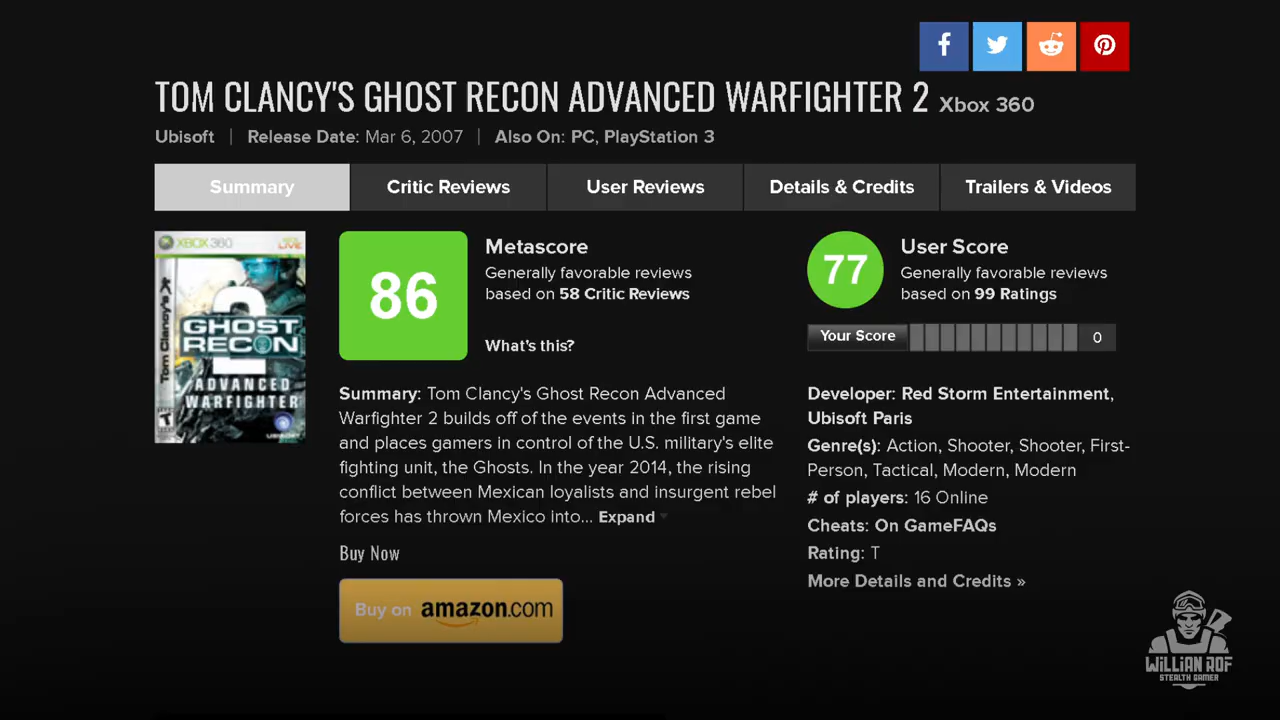 TOM CLANCY'S GHOST RECON ADVANCED WARFIGHTER 2 Xbox 360
Ubisoft | Release Date: Mar 6, 2007 | Also On: PC, PlayStation 3
Summary
Critic Reviews
User Reviews
Details & Credits
Trailers & Videos
XBOX 360 LIVE
Tom Clancy's
2
GHOST
RECON
ADVANCED
WARFIGHTER
T
UBISOFT
86
Metascore
Generally favorable reviews
based on 58 Critic Reviews
What's this?
Summary: Tom Clancy's Ghost Recon Advanced
Warfighter 2 builds off of the events in the first game
and places gamers in control of the U.S. military's elite
fighting unit, the Ghosts. In the year 2014, the rising
conflict between Mexican loyalists and insurgent rebel
forces has thrown Mexico into... Expand
Buy Now
Buy on amazon.com
77
User Score
Generally favorable reviews
based on 99 Ratings
Your Score 0
Developer: Red Storm Entertainment,
Ubisoft Paris
Genre(s): Action, Shooter, Shooter, First-
Person, Tactical, Modern, Modern
# of players: 16 Online
Cheats: On GameFAQs
Rating: T
More Details and Credits »
WILLIAN ROF
STEALTH GAMER